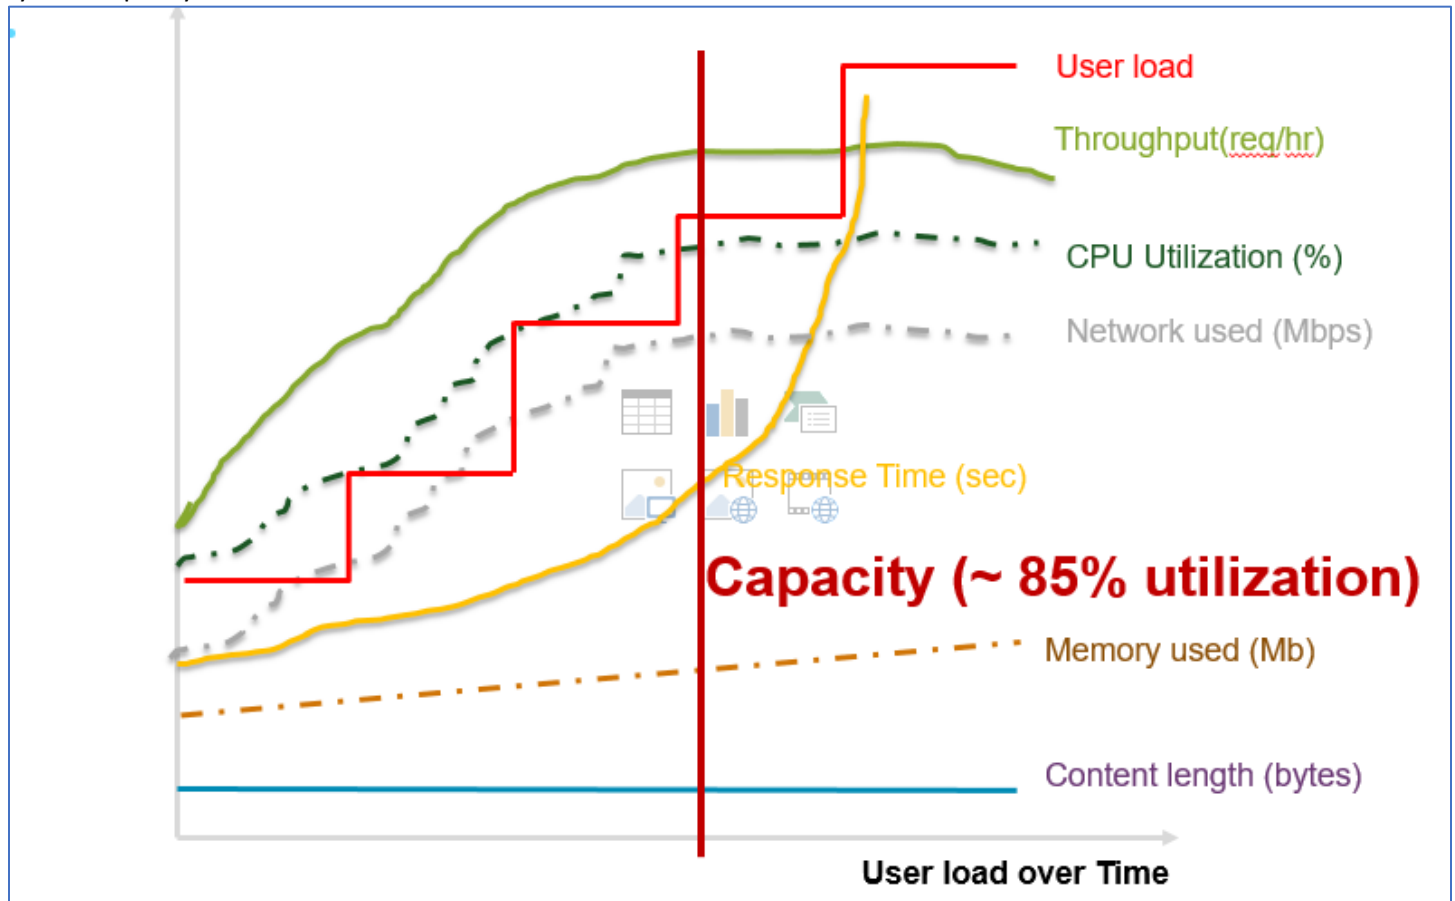 User load
Throughput(req/hr)
CPU Utilization (%)
Network used (Mbps)
Response Time (sec)
Capacity (~ 85% utilization)
Memory used (Mb)
Content length (bytes)
User load over Time